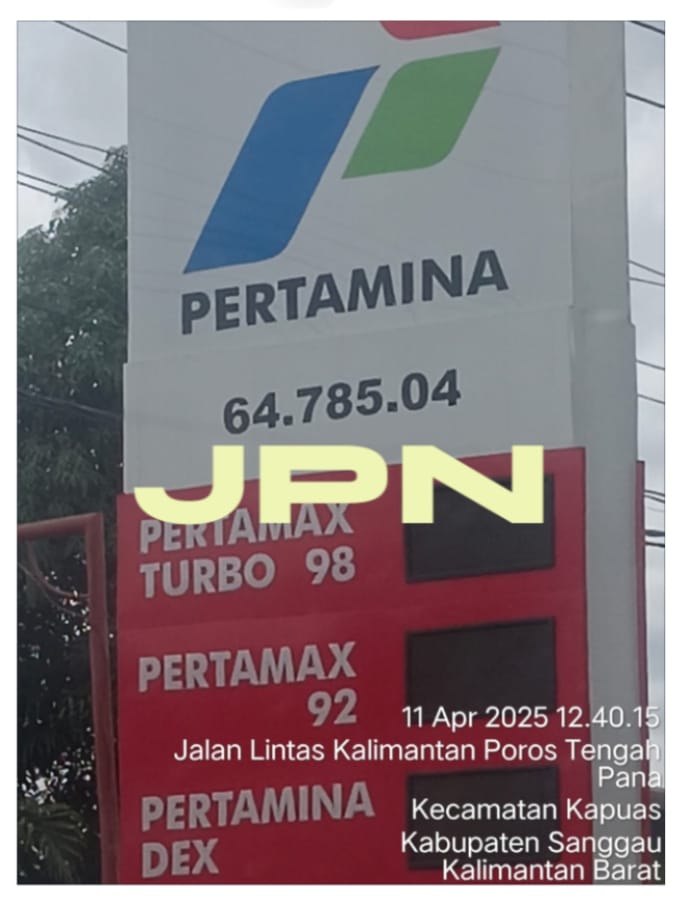 PERTAMINA
64.785.04
JPN
PERTAMAX
TURBO 98
PERTAMAX
92
11 Apr 2025 12.40.15
Jalan Lintas Kalimantan Poros Tengah
Pana
PERTAMINA
DEX
Kecamatan Kapuas
Kabupaten Sanggau
Kalimantan Barat